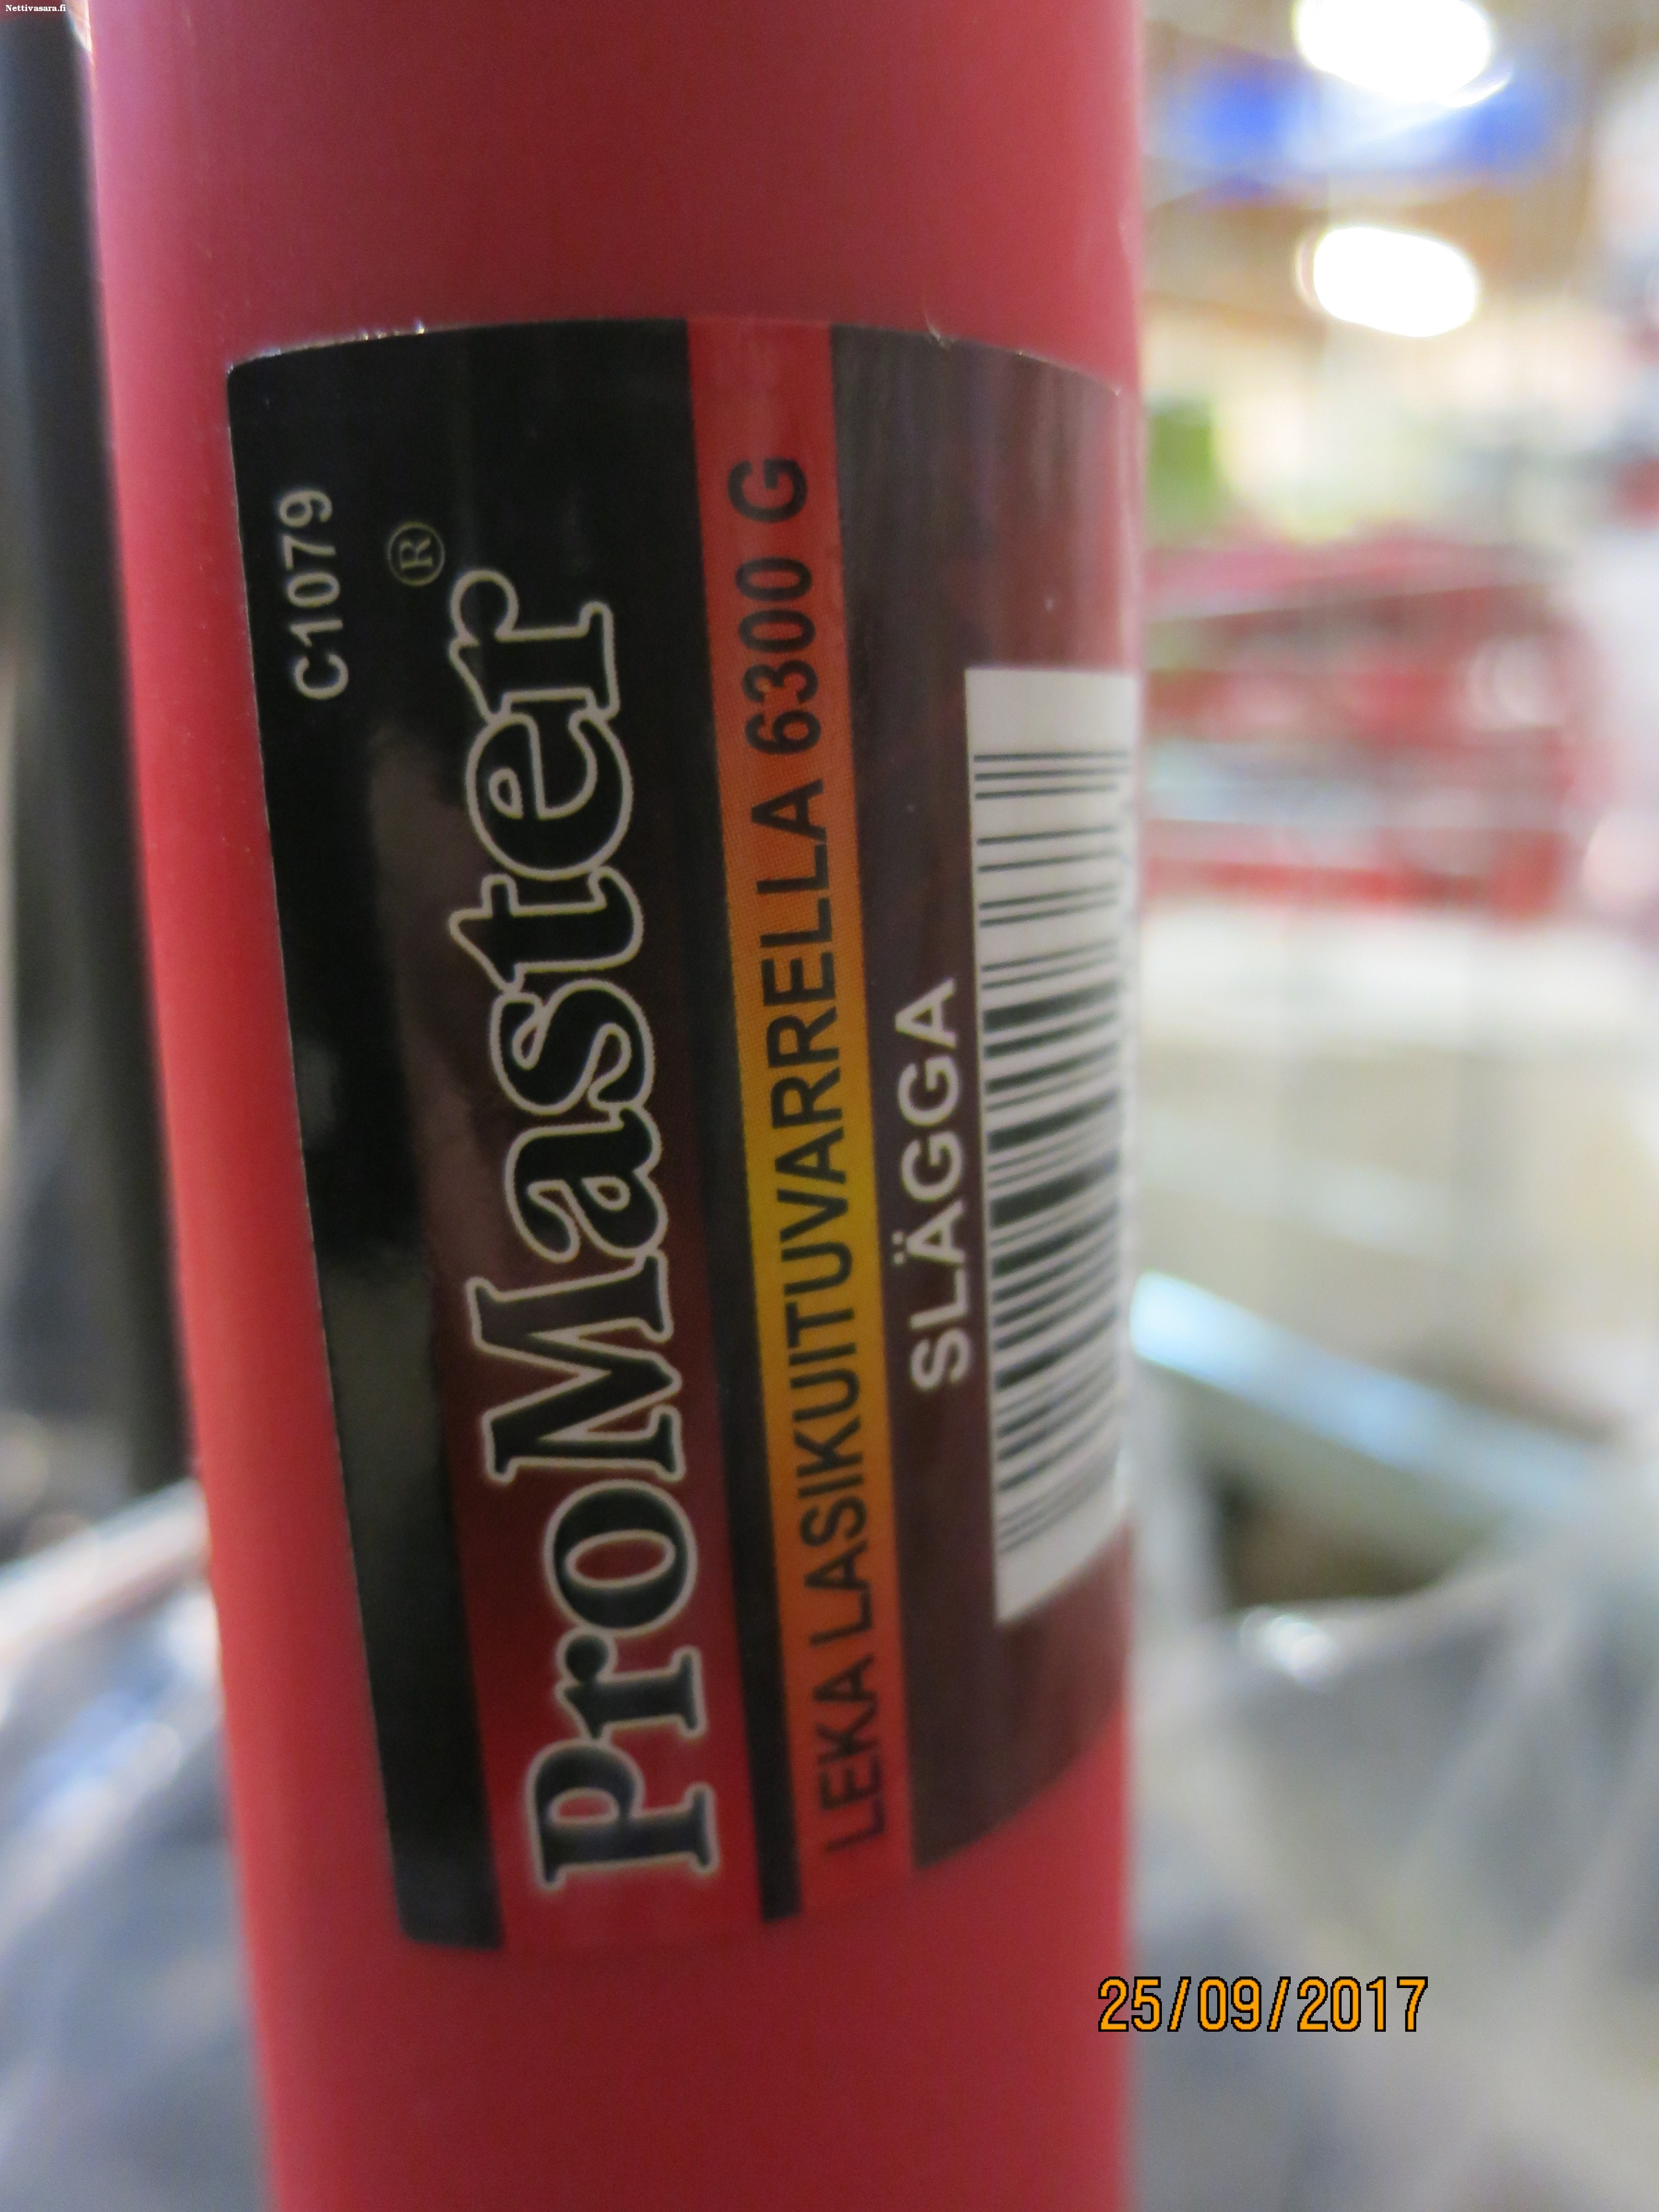 Nettivasara.fi
C1079
ProMaster®
LEKA LASIKUITUVARRELLA 6300 G
SLÄGGA
25/09/2017